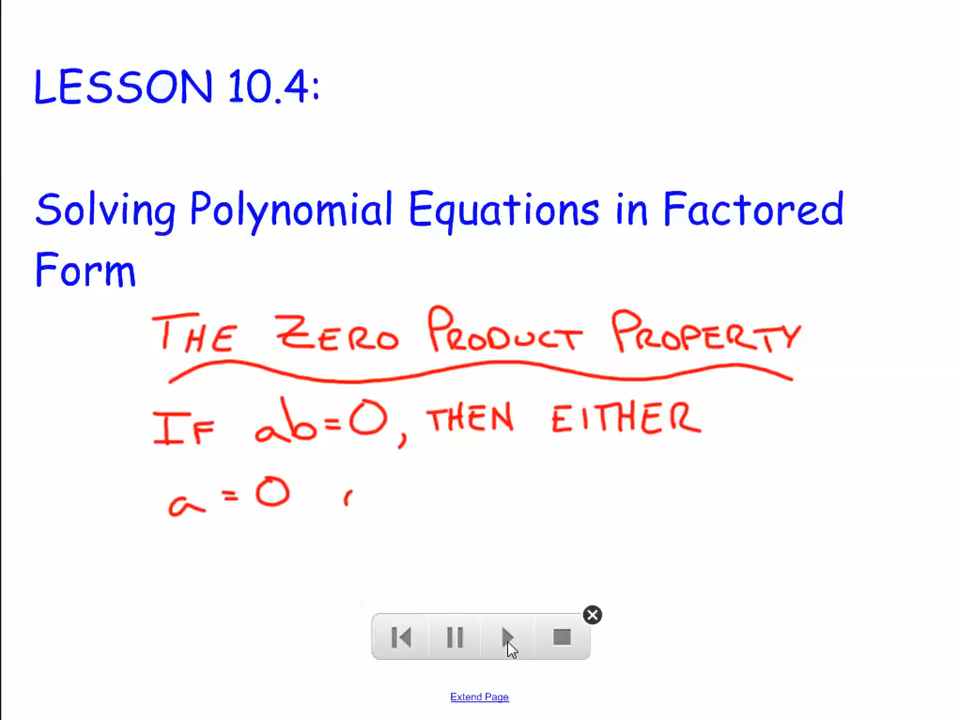 LESSON 10.4:
Solving Polynomial Equations in Factored
Form
THE ZERO PRODUCT PROPERTY
IF ab=0, THEN EITHER
a = 0
Extend Page